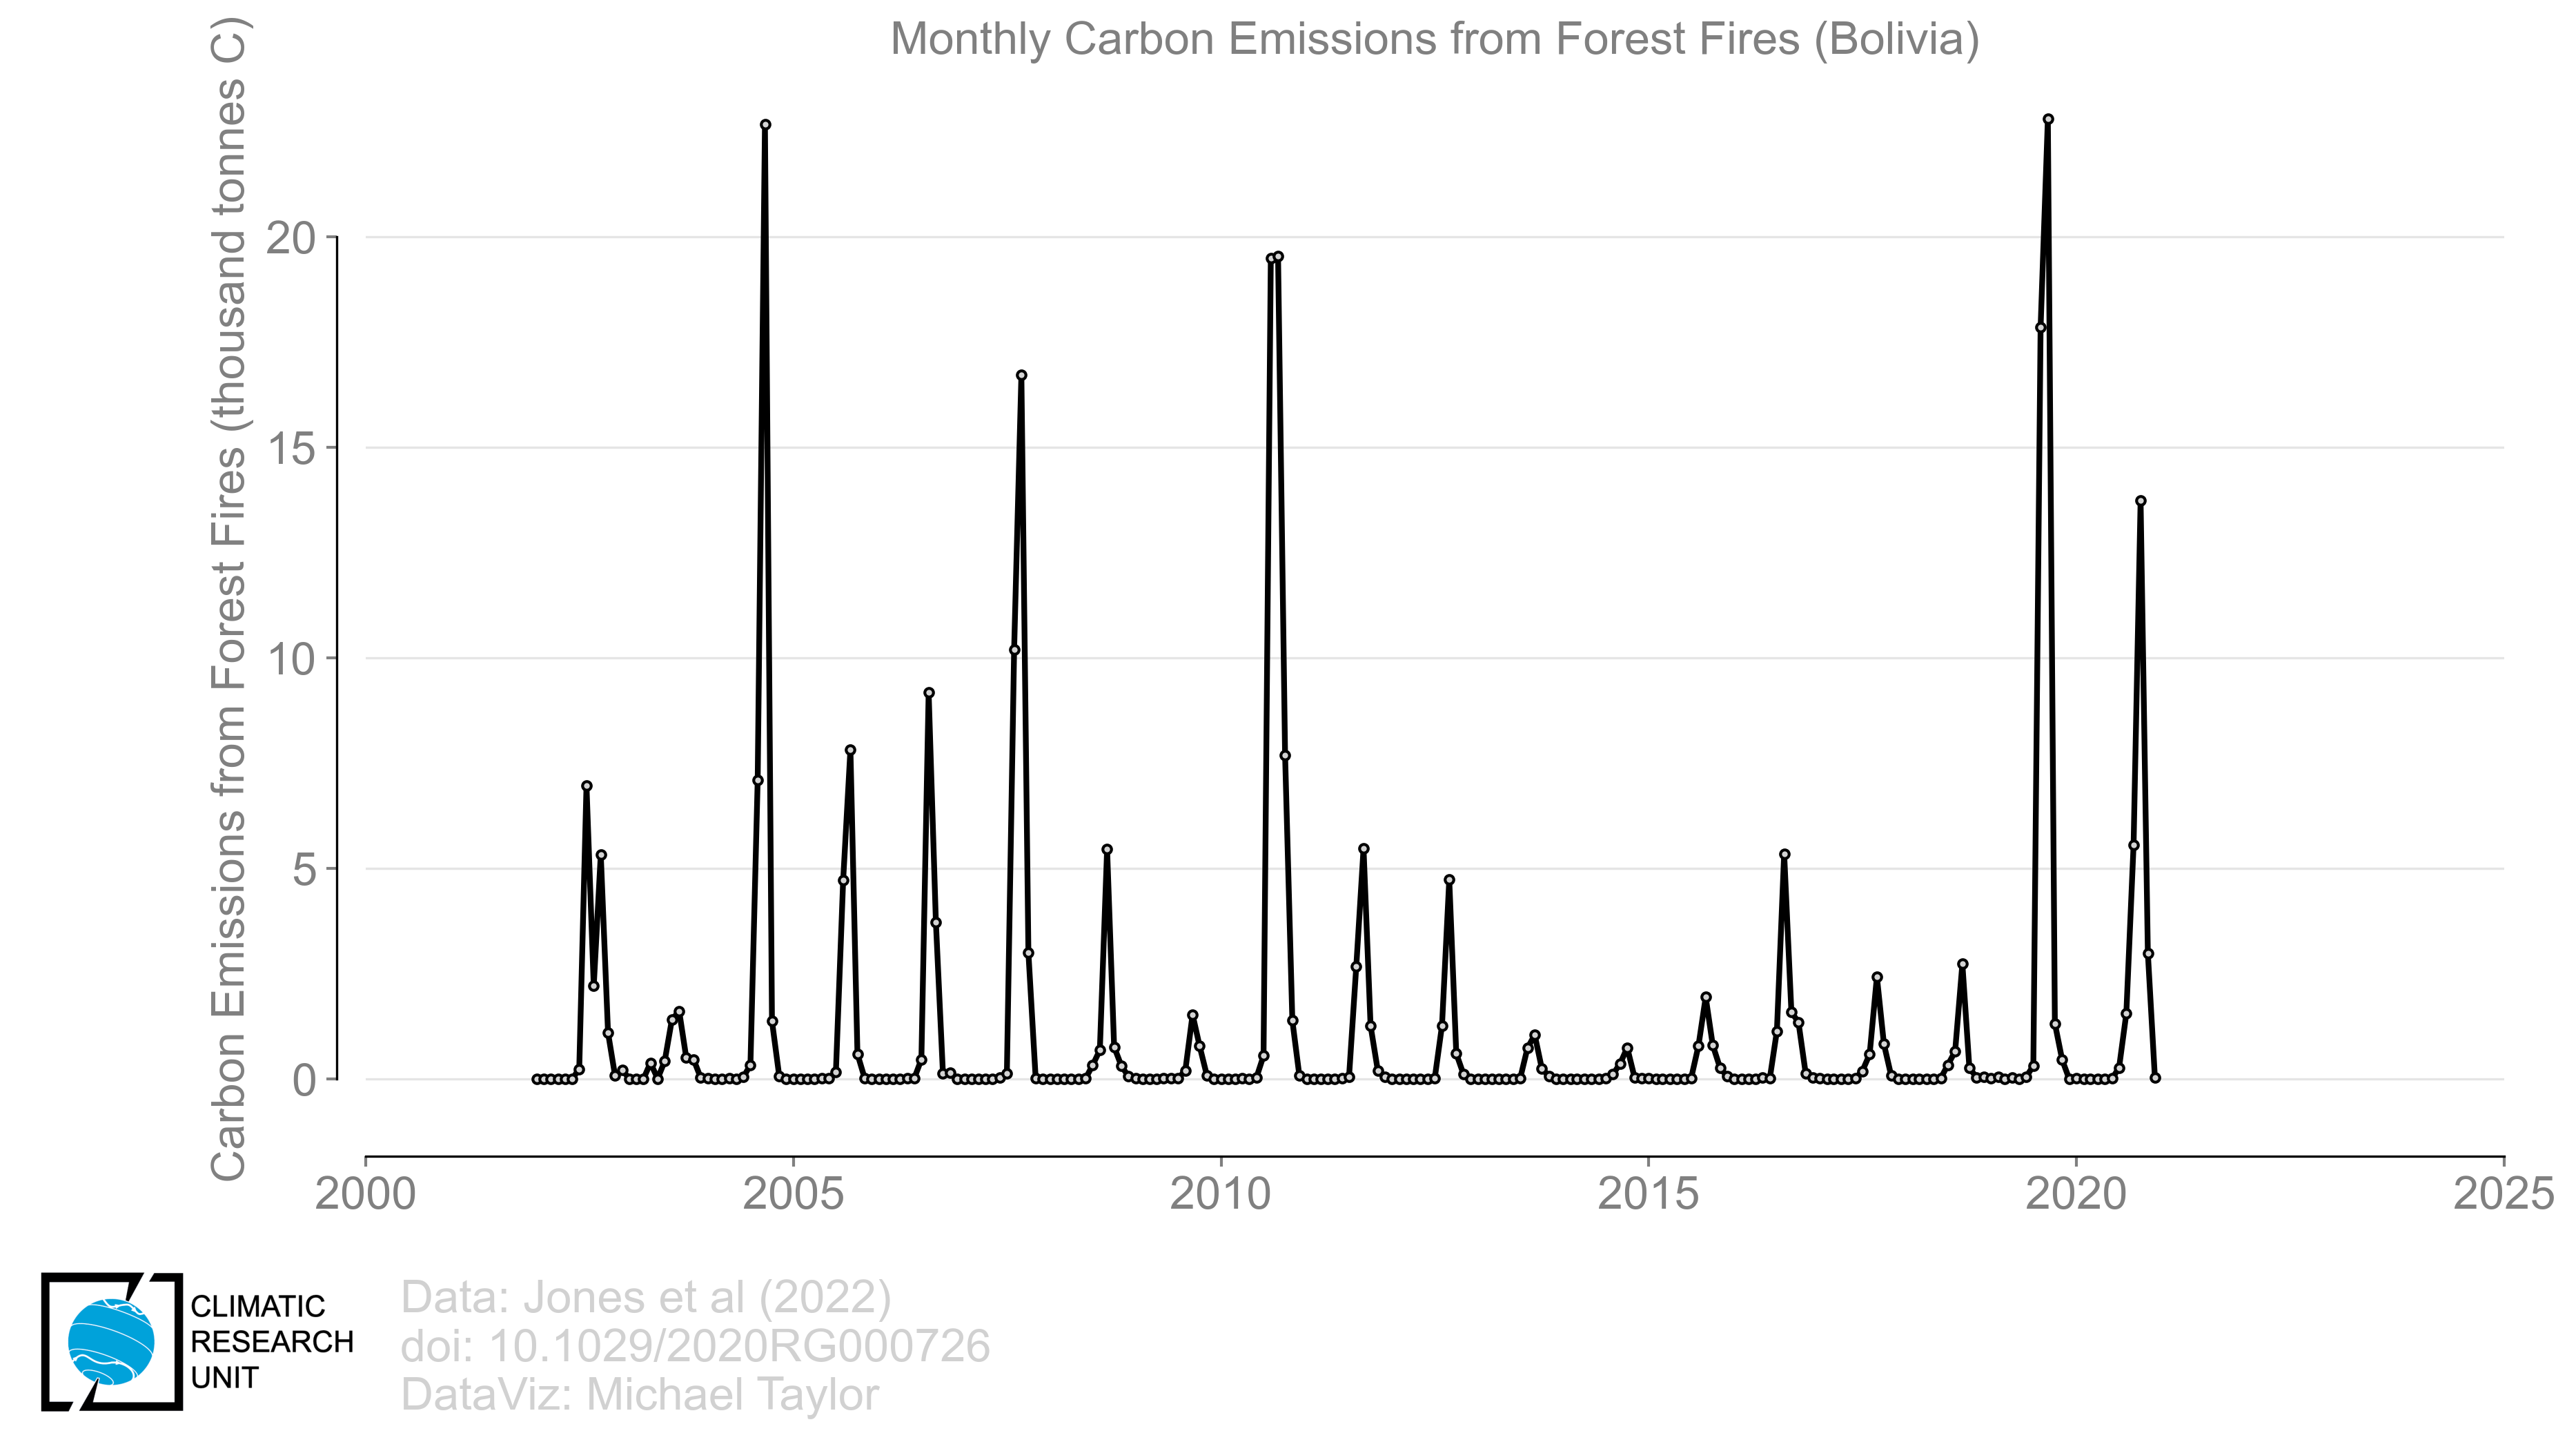 Monthly Carbon Emissions from Forest Fires (Bolivia)
Carbon Emissions from Forest Fires (thousand tonnes C)
20
15
10
5
0
2000
2005
2010
2015
2020
2025
CLIMATIC
RESEARCH
UNIT
Data: Jones et al (2022)
doi: 10.1029/2020RG000726
DataViz: Michael Taylor